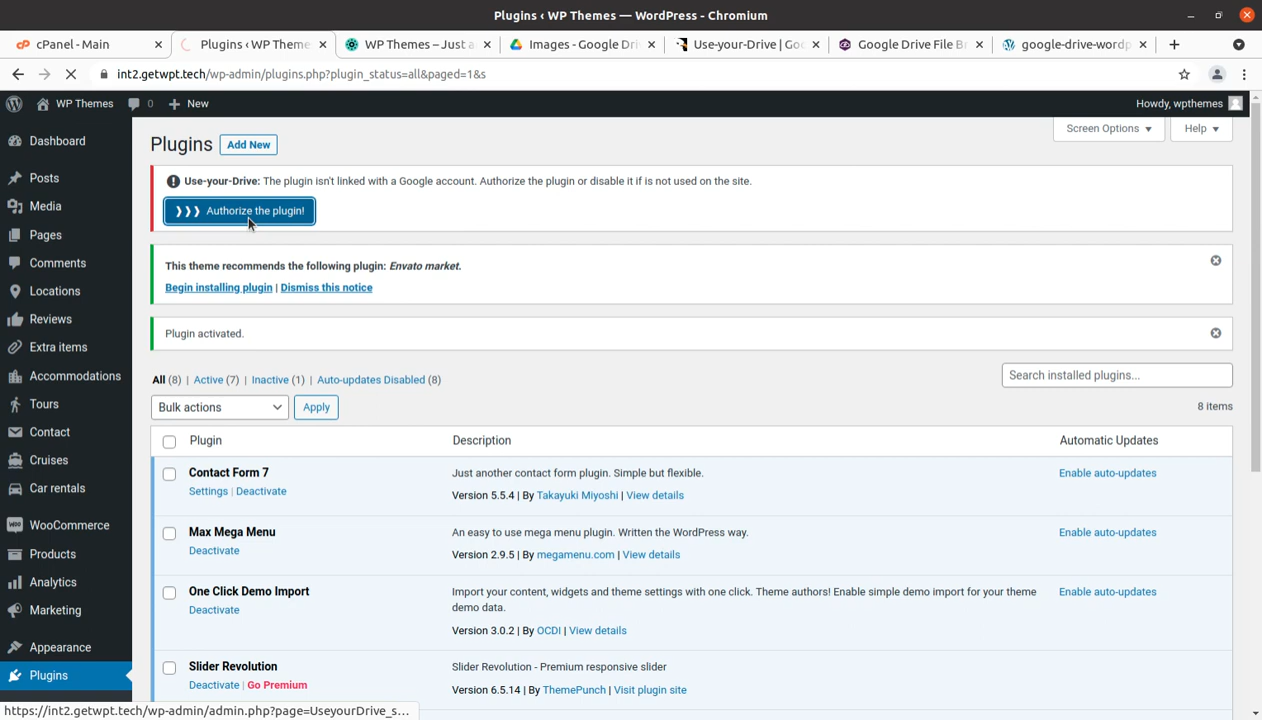 Plugins ‹ WP Themes — WordPress - Chromium
cPanel - Main
Plugins ‹ WP Theme
WP Themes – Just a
Images - Google Dri
Use-your-Drive | Goo
Google Drive File Br
google-drive-wordp
int2.getwpt.tech/wp-admin/plugins.php?plugin_status=all&paged=1&s
WP Themes
0
New
Howdy, wpthemes
Dashboard
Posts
Media
Pages
Comments
Locations
Reviews
Extra items
Accommodations
Tours
Contact
Cruises
Car rentals
WooCommerce
Products
Analytics
Marketing
Appearance
Plugins
Screen Options
Help
Plugins
Add New
Use-your-Drive: The plugin isn't linked with a Google account. Authorize the plugin or disable it if is not used on the site.
❱❱❱ Authorize the plugin!
This theme recommends the following plugin: Envato market.
Begin installing plugin | Dismiss this notice
Plugin activated.
All (8) | Active (7) | Inactive (1) | Auto-updates Disabled (8)
Search installed plugins...
Bulk actions
Apply
8 items
Plugin
Description
Automatic Updates
Contact Form 7
Just another contact form plugin. Simple but flexible.
Enable auto-updates
Settings | Deactivate
Version 5.5.4 | By Takayuki Miyoshi | View details
Max Mega Menu
An easy to use mega menu plugin. Written the WordPress way.
Enable auto-updates
Deactivate
Version 2.9.5 | By megamenu.com | View details
One Click Demo Import
Import your content, widgets and theme settings with one click. Theme authors! Enable simple demo import for your theme
demo data.
Enable auto-updates
Deactivate
Version 3.0.2 | By OCDI | View details
Slider Revolution
Slider Revolution - Premium responsive slider
Deactivate | Go Premium
Version 6.5.14 | By ThemePunch | Visit plugin site
https://int2.getwpt.tech/wp-admin/admin.php?page=UseyourDrive_s...